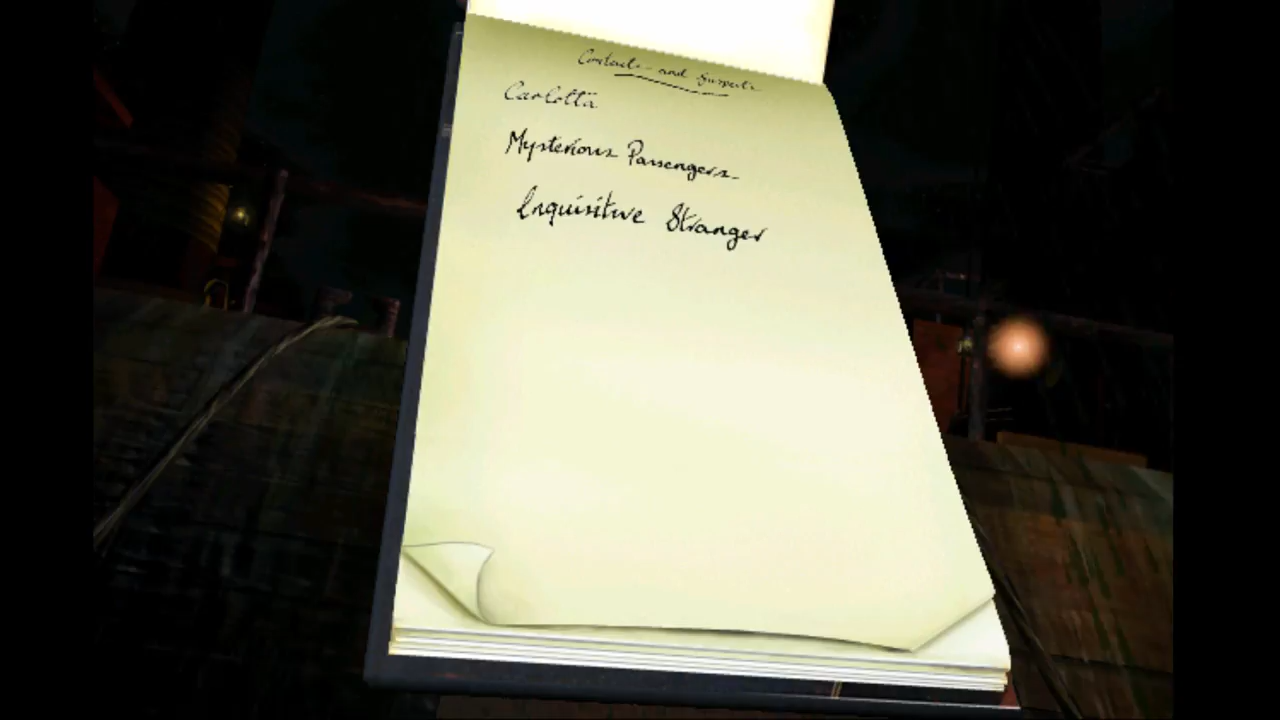 Contacts and Suspects
Carlotta
Mysterious Passengers
Inquisitive Stranger